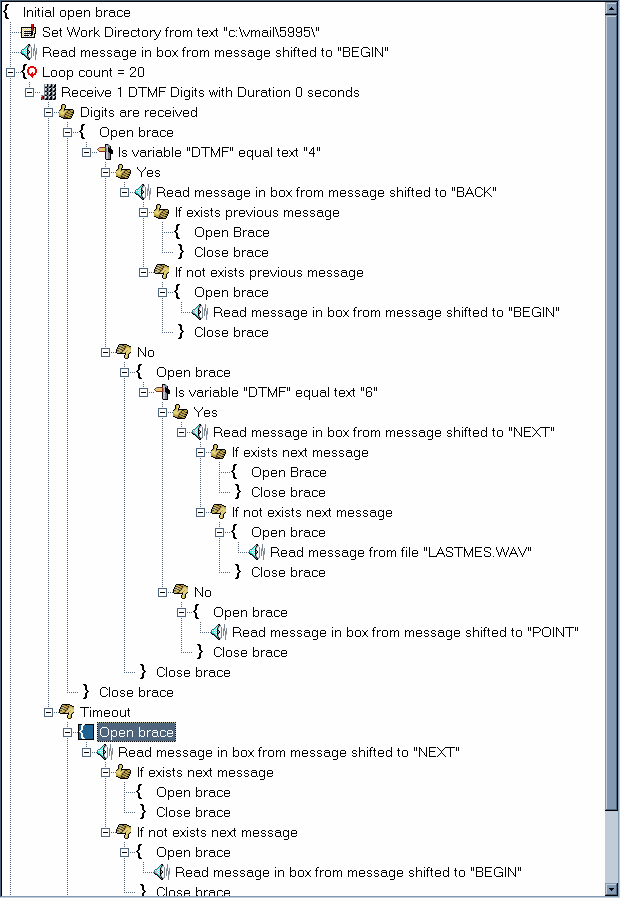 { Initial open brace
Set Work Directory from text "c:\vmail\5995\"
Read message in box from message shifted to "BEGIN"
{ Loop count = 20
Receive 1 DTMF Digits with Duration 0 seconds
Digits are received
{ Open brace
Is variable "DTMF" equal text "4"
Yes
Read message in box from message shifted to "BACK"
If exists previous message
{ Open Brace
} Close brace
If not exists previous message
{ Open brace
Read message in box from message shifted to "BEGIN"
} Close brace
No
{ Open brace
Is variable "DTMF" equal text "6"
Yes
Read message in box from message shifted to "NEXT"
If exists next message
{ Open Brace
} Close brace
If not exists next message
{ Open brace
Read message from file "LASTMES.WAV"
} Close brace
No
{ Open brace
Read message in box from message shifted to "POINT"
} Close brace
} Close brace
} Close brace
Timeout
{ Open brace
Read message in box from message shifted to "NEXT"
If exists next message
{ Open brace
} Close brace
If not exists next message
{ Open brace
Read message in box from message shifted to "BEGIN"
} Close brace